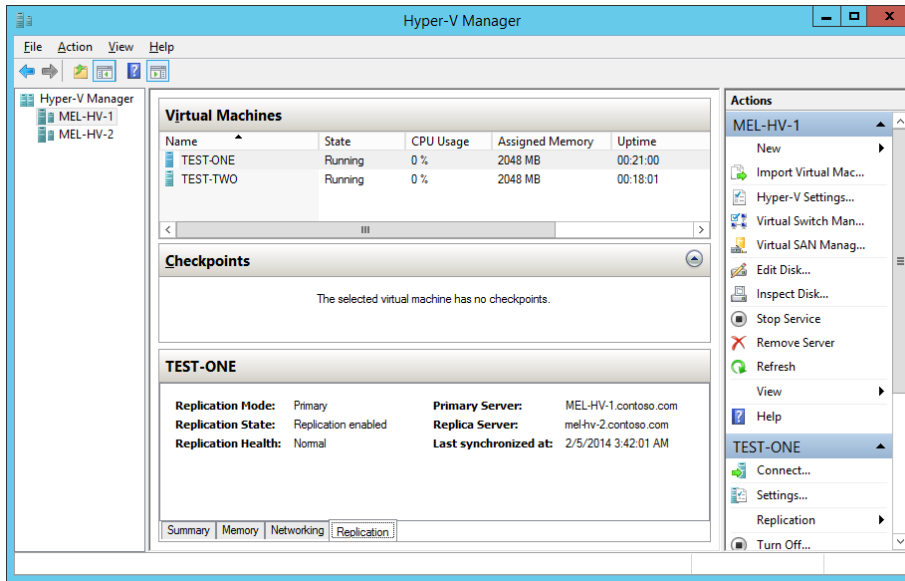 Hyper-V Manager
File Action View Help
Hyper-V Manager
MEL-HV-1
MEL-HV-2
Virtual Machines
Name State CPU Usage Assigned Memory Uptime
TEST-ONE Running 0 % 2048 MB 00:21:00
TEST-TWO Running 0 % 2048 MB 00:18:01
Checkpoints
The selected virtual machine has no checkpoints.
TEST-ONE
Replication Mode: Primary Primary Server: MEL-HV-1.contoso.com
Replication State: Replication enabled Replica Server: mel-hv-2.contoso.com
Replication Health: Normal Last synchronized at: 2/5/2014 3:42:01 AM
Summary Memory Networking Replication
Actions
MEL-HV-1
New
Import Virtual Mac...
Hyper-V Settings...
Virtual Switch Man...
Virtual SAN Manag...
Edit Disk...
Inspect Disk...
Stop Service
Remove Server
Refresh
View
Help
TEST-ONE
Connect...
Settings...
Replication
Turn Off...